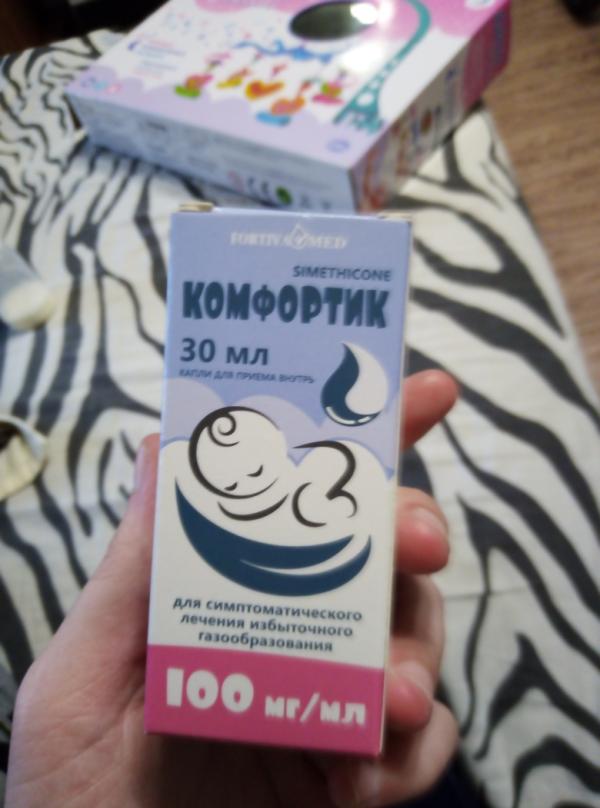 FORTIVA MED
SIMETHICONE
КОМФОРТИК
30 мл
КАПЛИ ДЛЯ ПРИЕМА ВНУТРЬ
для симптоматического
лечения избыточного
газообразования
100 мг/мл